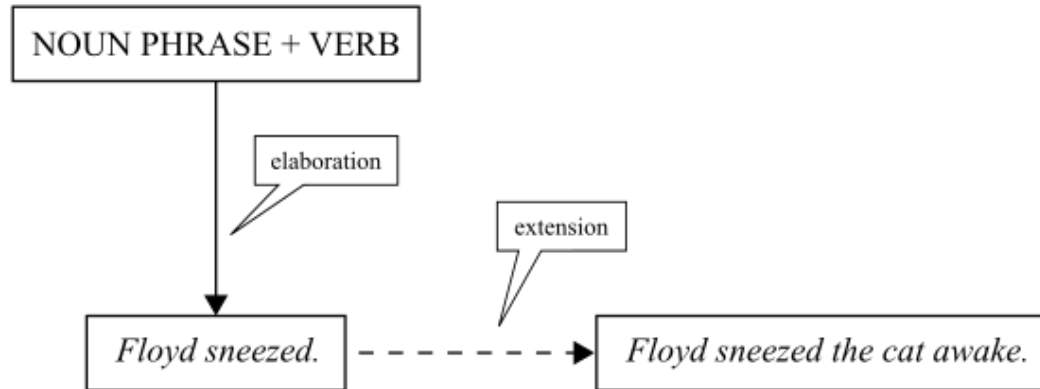 NOUN PHRASE + VERB
elaboration
extension
Floyd sneezed.
Floyd sneezed the cat awake.